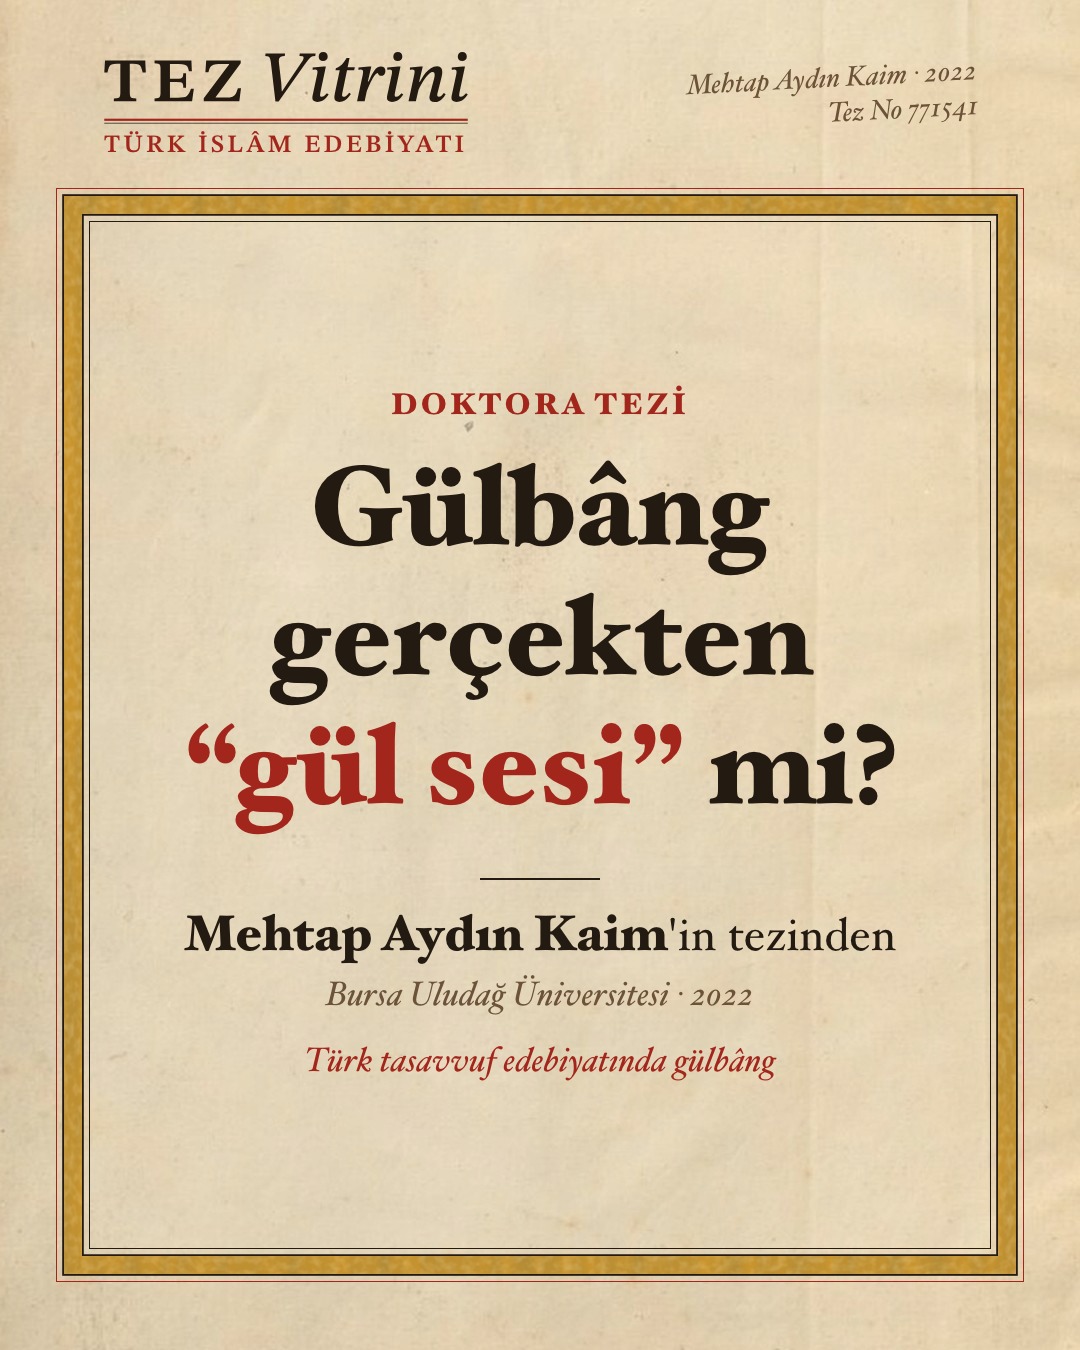 TEZ Vitrini
TÜRK İSLÂM EDEBİYATI
Mehtap Aydın Kaim · 2022
Tez No 771541
DOKTORA TEZİ
Gülbâng
gerçekten
“gül sesi” mi?
Mehtap Aydın Kaim'in tezinden
Bursa Uludağ Üniversitesi · 2022
Türk tasavvuf edebiyatında gülbâng